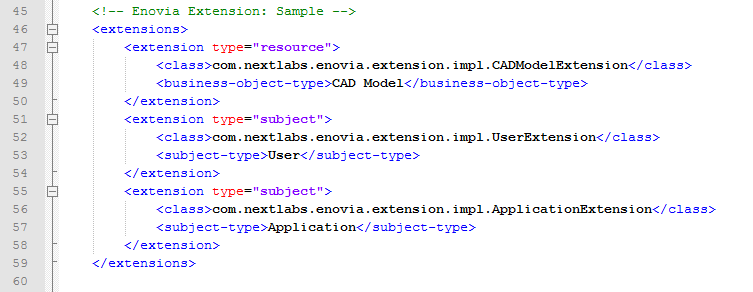 45 <!-- Enovia Extension: Sample -->
46 <extensions>
47 <extension type="resource">
48 <class>com.nextlabs.enovia.extension.impl.CADModelExtension</class>
49 <business-object-type>CAD Model</business-object-type>
50 </extension>
51 <extension type="subject">
52 <class>com.nextlabs.enovia.extension.impl.UserExtension</class>
53 <subject-type>User</subject-type>
54 </extension>
55 <extension type="subject">
56 <class>com.nextlabs.enovia.extension.impl.ApplicationExtension</class>
57 <subject-type>Application</subject-type>
58 </extension>
59 </extensions>
60